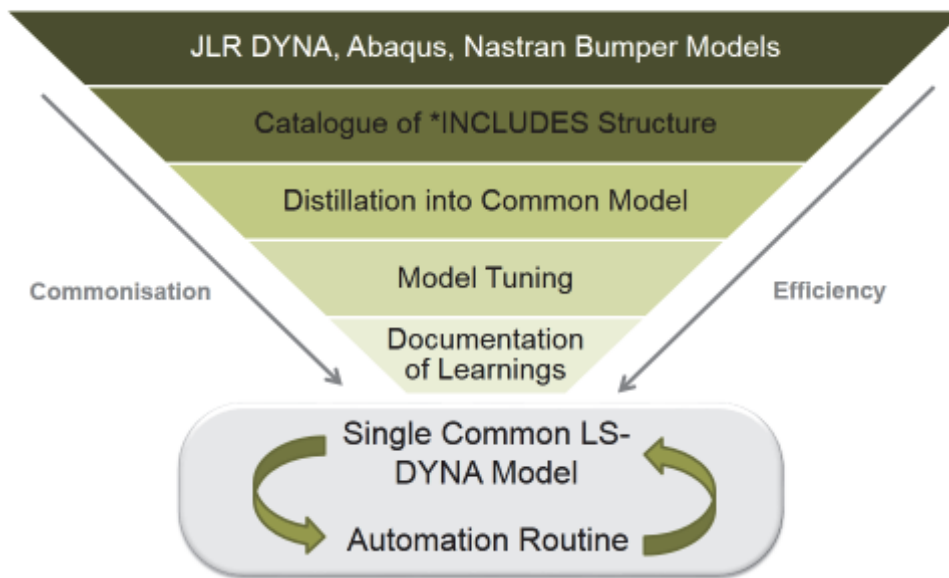 JLR DYNA, Abaqus, Nastran Bumper Models
Catalogue of *INCLUDES Structure
Distillation into Common Model
Model Tuning
Commonisation
Efficiency
Documentation
of Learnings
Single Common LS-
DYNA Model
Automation Routine